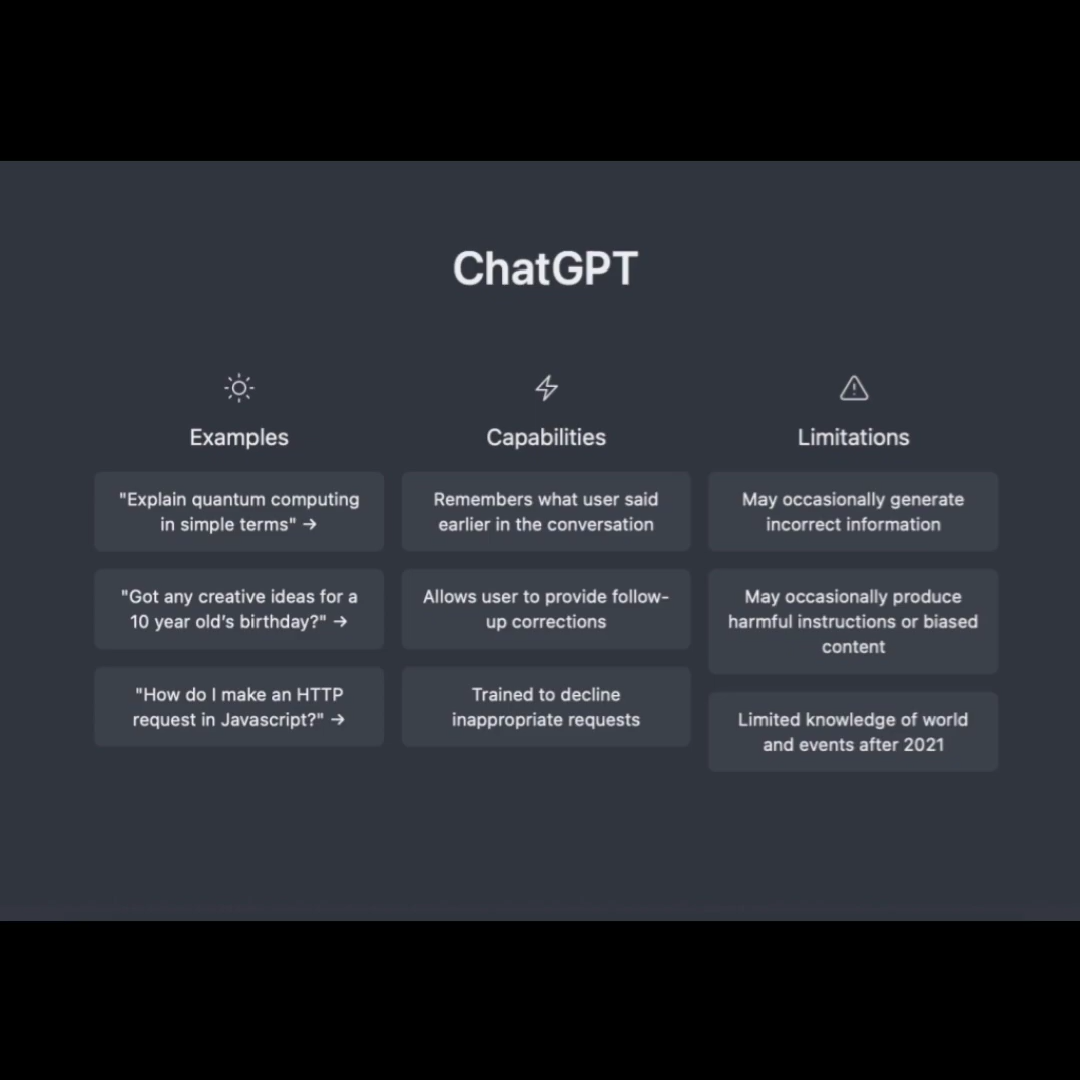 ChatGPT
Examples
"Explain quantum computing
in simple terms" →
"Got any creative ideas for a
10 year old's birthday?" →
"How do I make an HTTP
request in Javascript?" →
Capabilities
Remembers what user said
earlier in the conversation
Allows user to provide follow-
up corrections
Trained to decline
inappropriate requests
Limitations
May occasionally generate
incorrect information
May occasionally produce
harmful instructions or biased
content
Limited knowledge of world
and events after 2021